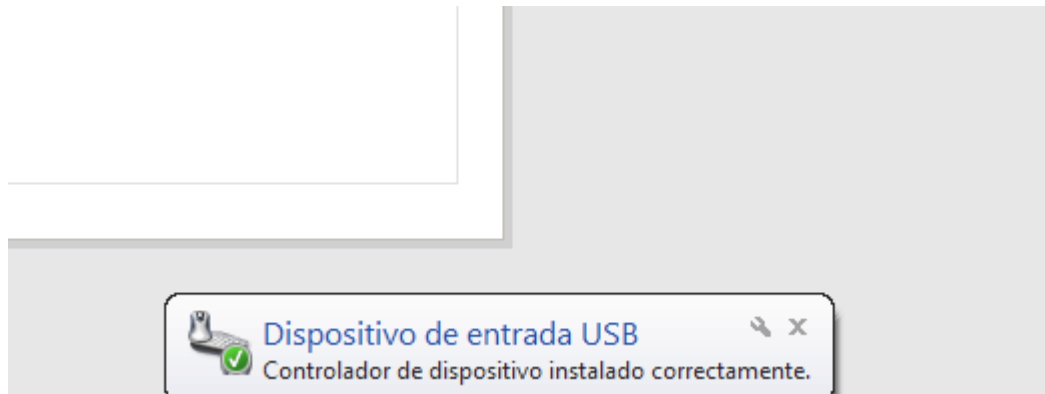 Dispositivo de entrada USB
Controlador de dispositivo instalado correctamente.